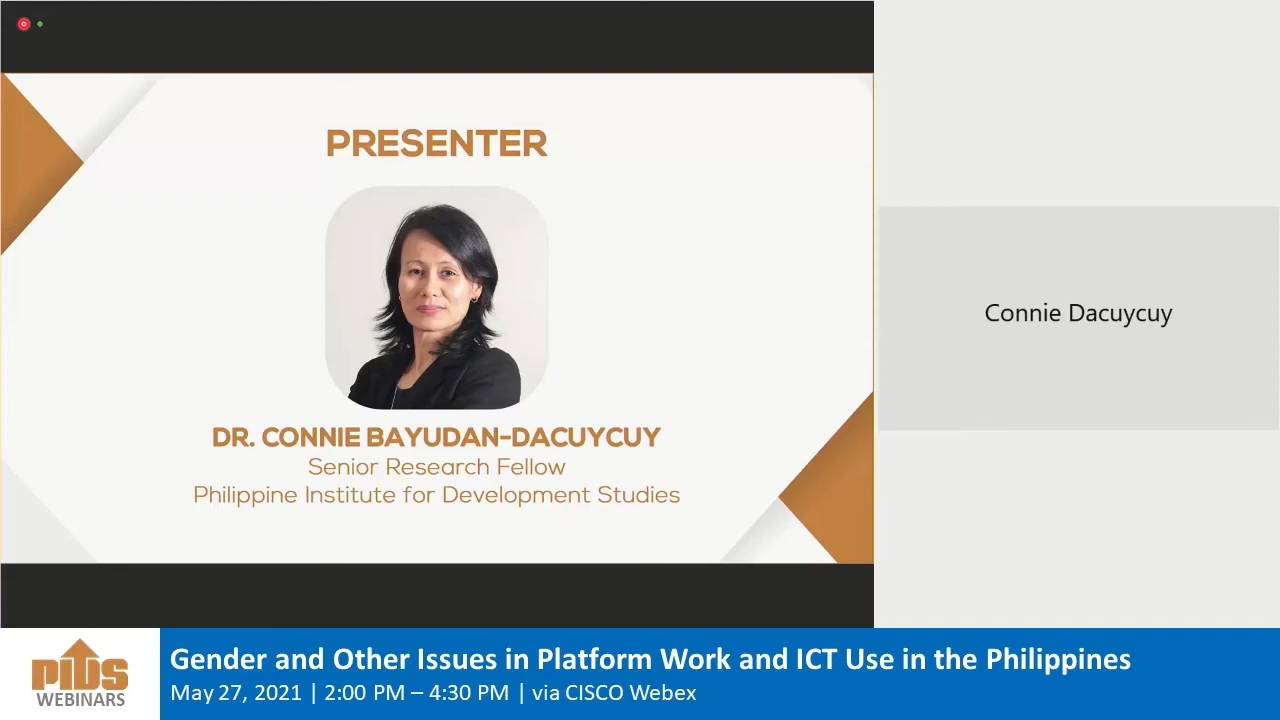 PRESENTER
DR. CONNIE BAYUDAN-DACUYCUY
Senior Research Fellow
Philippine Institute for Development Studies
Connie Dacuycuy
PIDS
WEBINARS
Gender and Other Issues in Platform Work and ICT Use in the Philippines
May 27, 2021 | 2:00 PM – 4:30 PM | via CISCO Webex